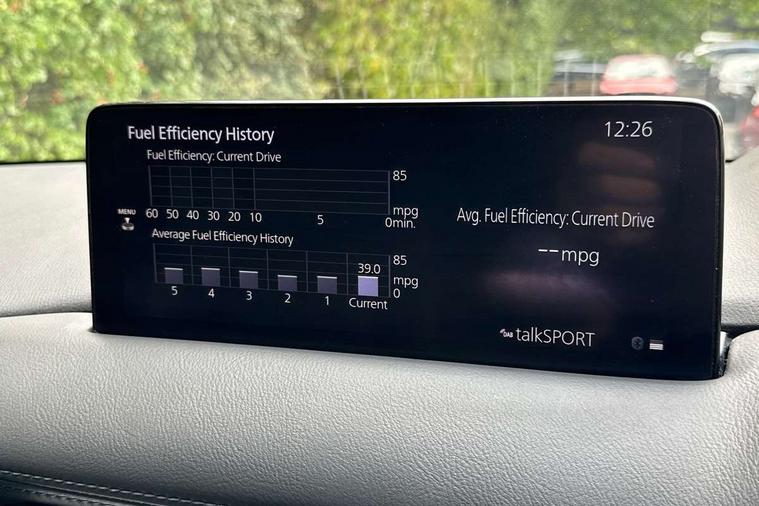 Fuel Efficiency History
12:26
Fuel Efficiency: Current Drive
85
MENU
60 50 40 30 20 10 5 0min.
mpg
Average Fuel Efficiency History
85
39.0
mpg
0
5 4 3 2 1 Current
Avg. Fuel Efficiency: Current Drive
--mpg
DAB talkSPORT